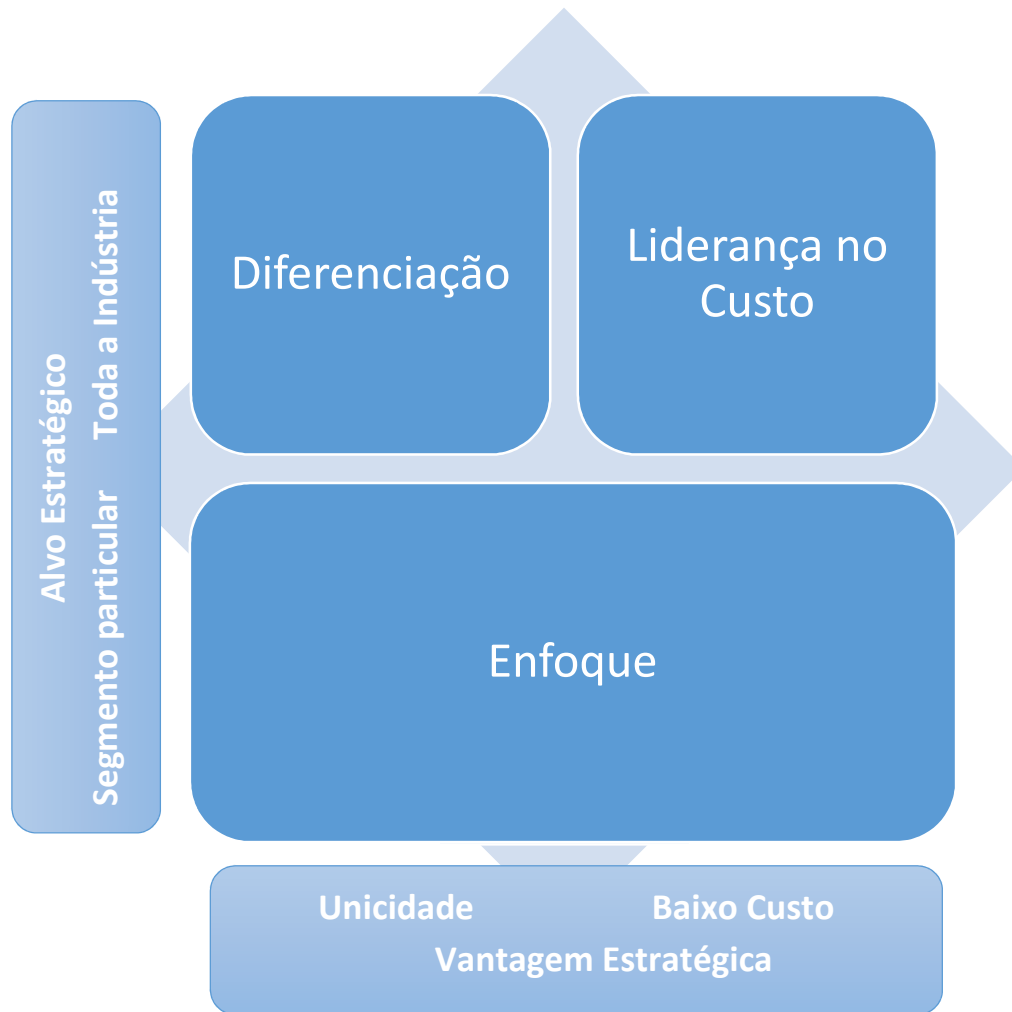 Alvo Estratégico
Segmento particular Toda a Indústria
Diferenciação
Liderança no
Custo
Enfoque
Unicidade Baixo Custo
Vantagem Estratégica